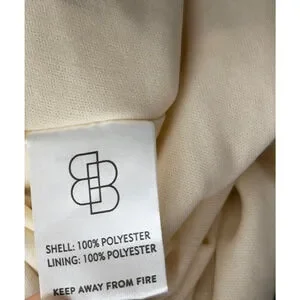 SHELL: 100% POLYESTER
LINING: 100% POLYESTER
KEEP AWAY FROM FIRE